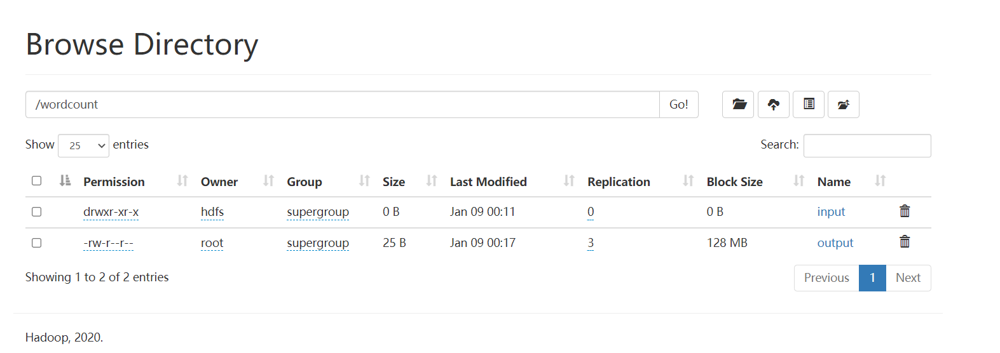 Browse Directory
/wordcount Go!
Show 25 entries Search:
Permission Owner Group Size Last Modified Replication Block Size Name
drwxr-xr-x hdfs supergroup 0 B Jan 09 00:11 0 0 B input
-rw-r--r-- root supergroup 25 B Jan 09 00:17 3 128 MB output
Showing 1 to 2 of 2 entries Previous 1 Next
Hadoop, 2020.